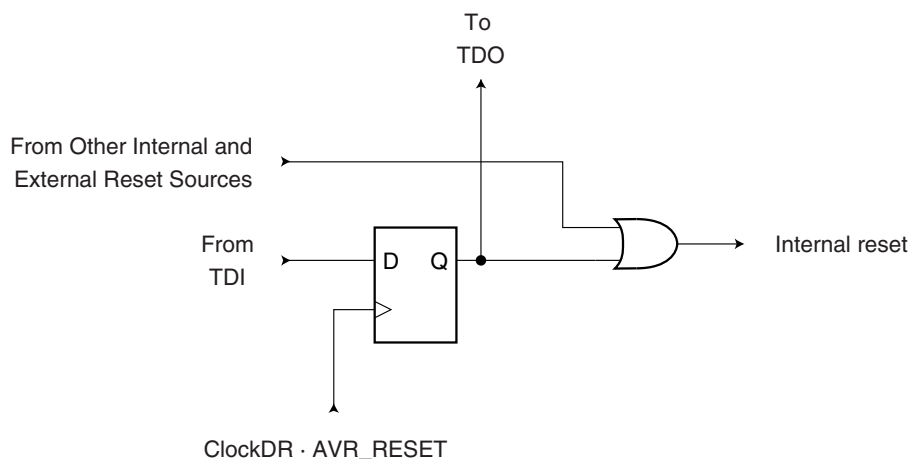 To
TDO
From Other Internal and
External Reset Sources
From
TDI
D Q
Internal reset
ClockDR · AVR_RESET